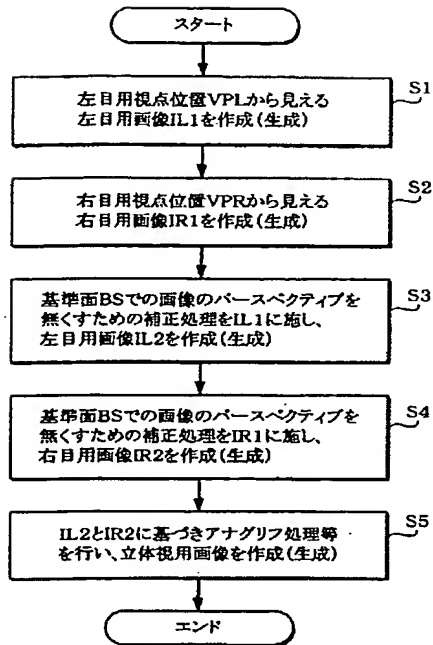 スタート
S1
左目用視点位置VPLから見える
左目用画像IL1を作成(生成)
S2
右目用視点位置VPRから見える
右目用画像IR1を作成(生成)
S3
基準面BSでの画像のパースペクティブを
無くすための補正処理をIL1に施し、
左目用画像IL2を作成(生成)
S4
基準面BSでの画像のパースペクティブを
無くすための補正処理をIR1に施し、
右目用画像IR2を作成(生成)
S5
IL2とIR2に基づきアナグリフ処理等
を行い、立体視用画像を作成(生成)
エンド